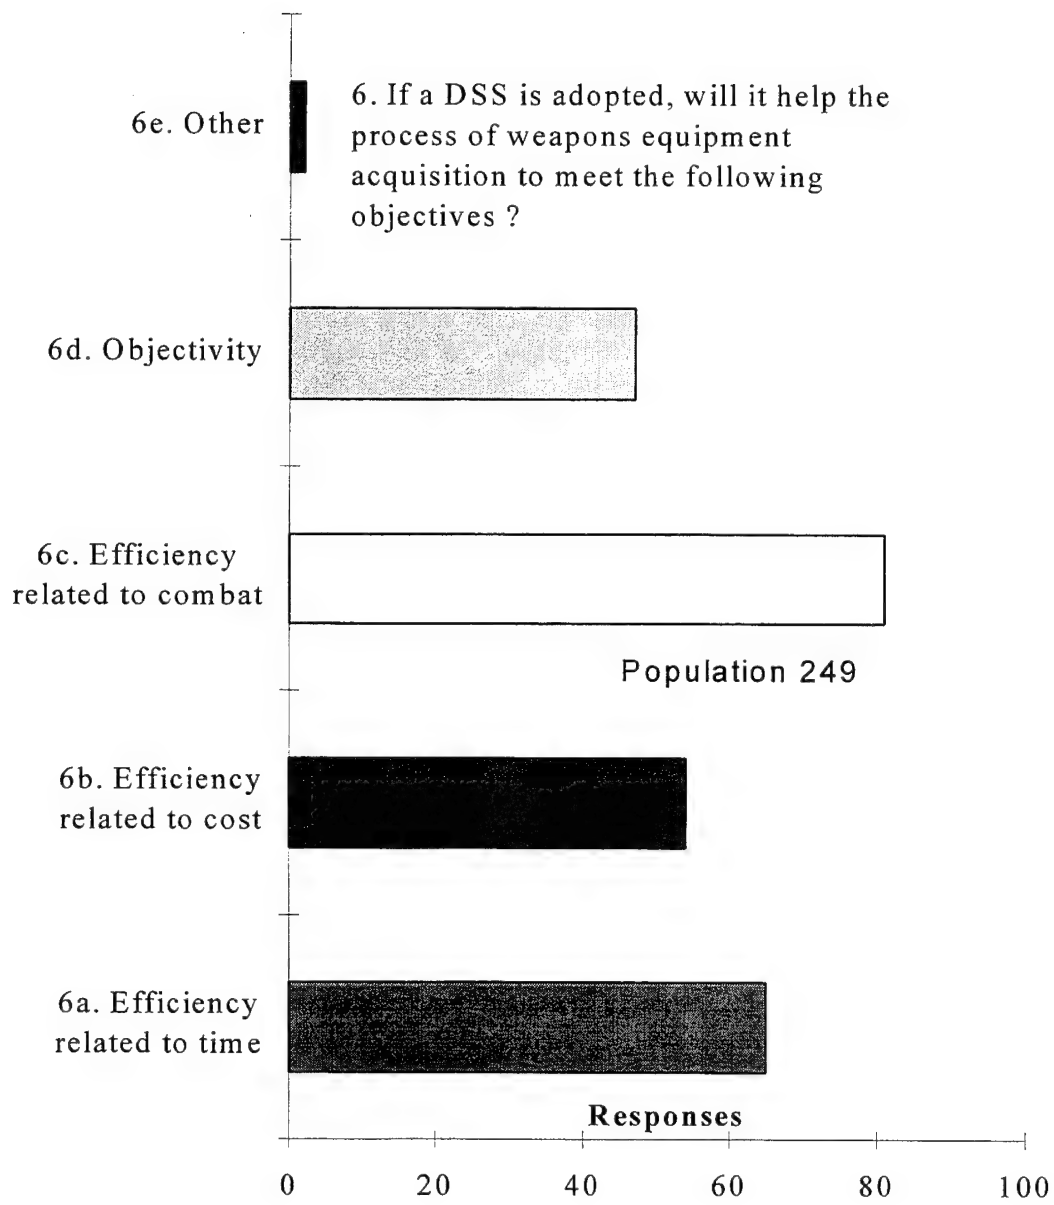 6e. Other
6. If a DSS is adopted, will it help the
process of weapons equipment
acquisition to meet the following
objectives ?
6d. Objectivity
6c. Efficiency
related to combat
Population 249
6b. Efficiency
related to cost
6a. Efficiency
related to time
Responses
0 20 40 60 80 100